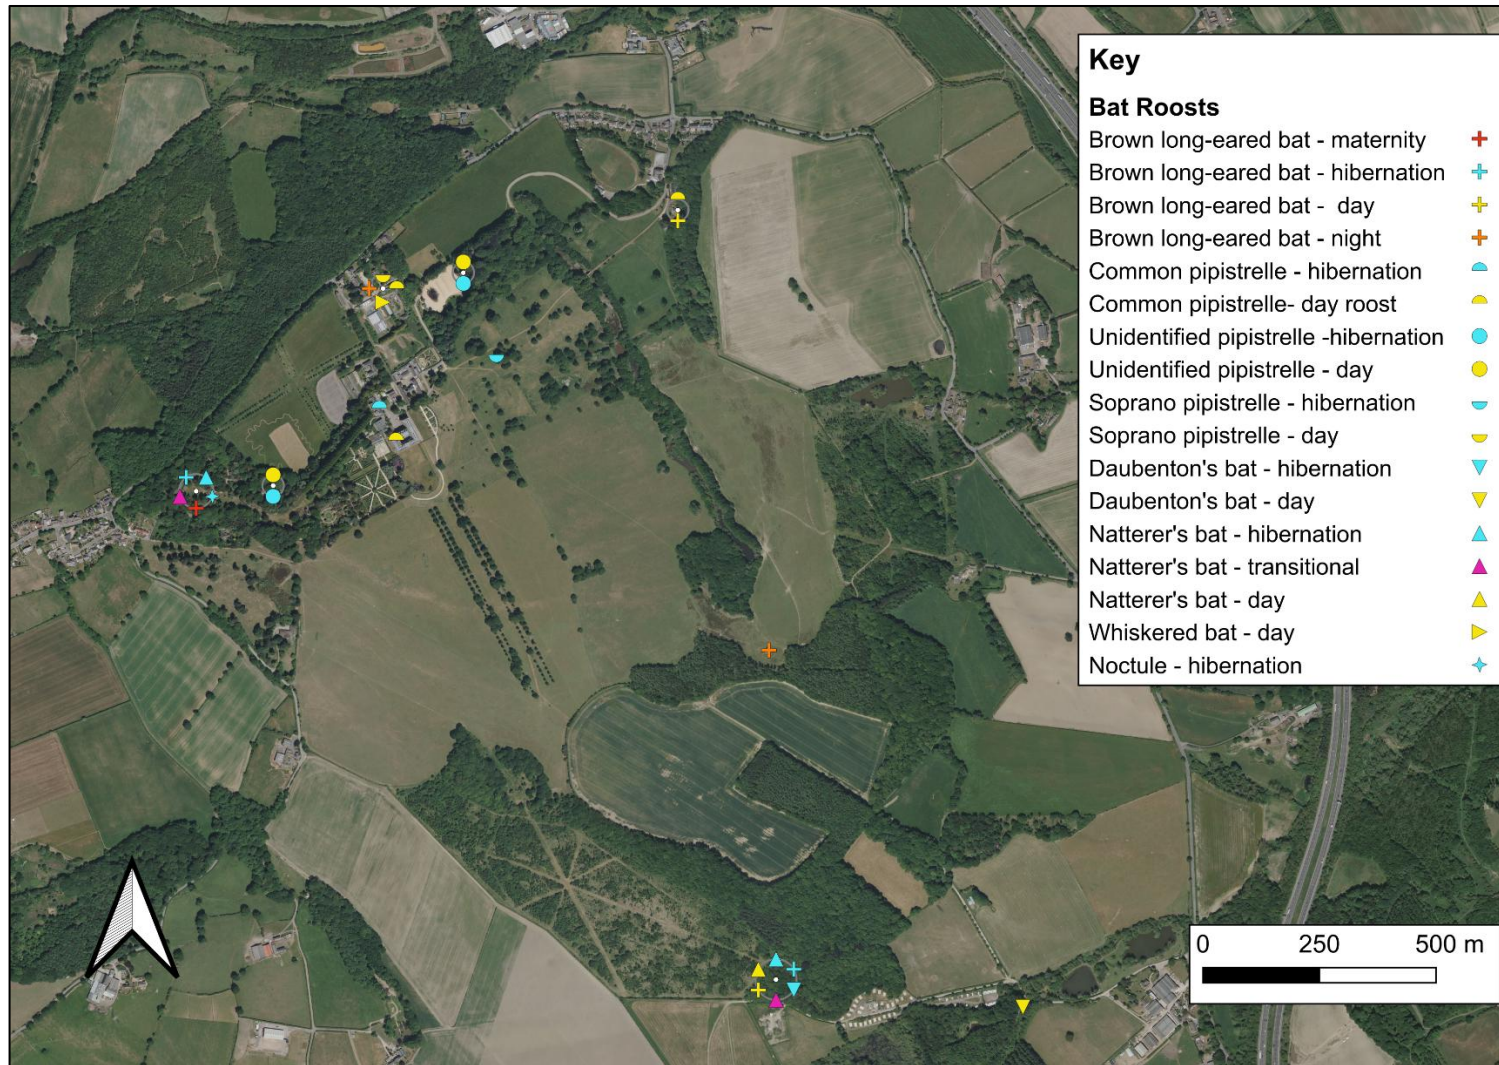 Key
Bat Roosts
Brown long-eared bat - maternity
Brown long-eared bat - hibernation
Brown long-eared bat -  day
Brown long-eared bat - night
Common pipistrelle - hibernation
Common pipistrelle- day roost
Unidentified pipistrelle -hibernation
Unidentified pipistrelle - day
Soprano pipistrelle - hibernation
Soprano pipistrelle - day
Daubenton's bat - hibernation
Daubenton's bat - day
Natterer's bat - hibernation
Natterer's bat - transitional
Natterer's bat - day
Whiskered bat - day
Noctule - hibernation
0 250 500 m